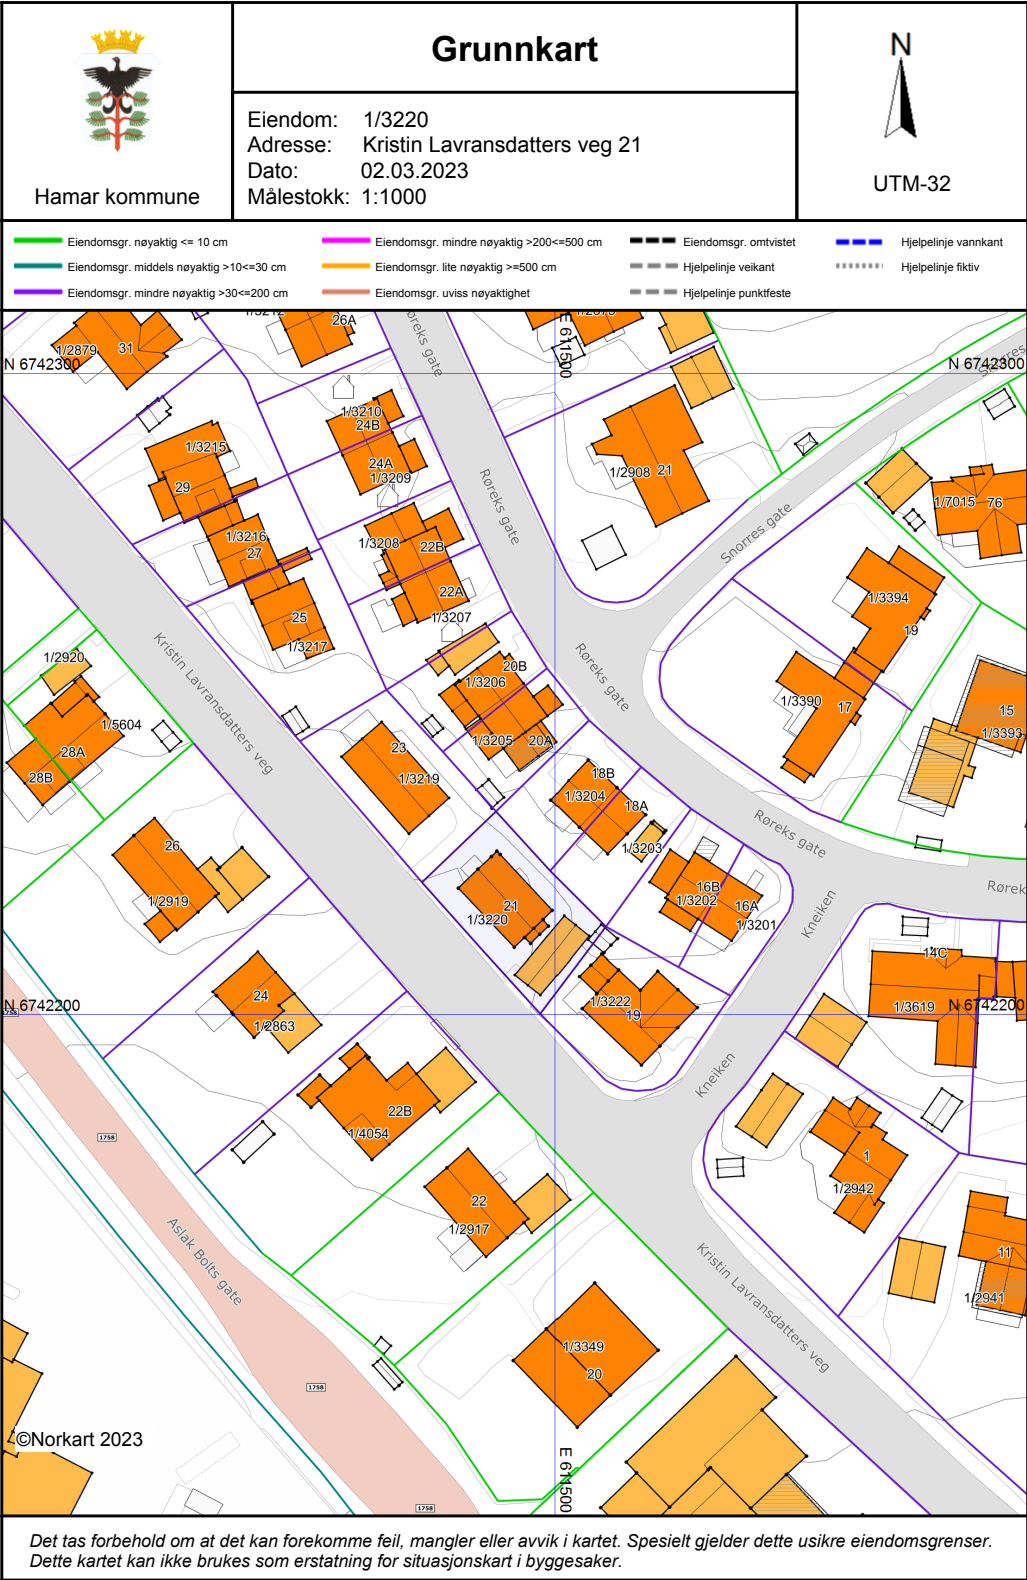 Grunnkart
Hamar kommune
Eiendom: 1/3220
Adresse: Kristin Lavransdatters veg 21
Dato: 02.03.2023
Målestokk: 1:1000
N
UTM-32
Eiendomsgr. nøyaktig <= 10 cm
Eiendomsgr. middels nøyaktig >10<=30 cm
Eiendomsgr. mindre nøyaktig >30<=200 cm
Eiendomsgr. mindre nøyaktig >200<=500 cm
Eiendomsgr. lite nøyaktig >=500 cm
Eiendomsgr. uviss nøyaktighet
Eiendomsgr. omtvistet
Hjelpelinje veikant
Hjelpelinje punktfeste
Hjelpelinje vannkant
Hjelpelinje fiktiv
26A
1/2879
31
E 611500
N 6742300
N 6742300
1/3210
24B
1/3215
24A
1/3209
29
1/2908
21
Røreks gate
1/7015
76
Snorres gate
1/3208
22B
1/3216
27
22A
1/3207
25
1/3217
1/3394
19
1/2920
Kristin Lavransdatters veg
20B
1/3206
Røreks gate
1/3390
17
15
1/3393
1/5604
28A
28B
23
1/3219
1/3205
20A
18B
1/3204
18A
1/3203
Røreks gate
26
1/2919
21
1/3220
16B
1/3202
16A
1/3201
Kneiken
Røreks
14C
24
1/2863
1/3222
19
1/3619
N 6742200
N 6742200
1758
Kneiken
22B
1/4054
1758
1
1/2942
22
1/2917
Aslak Bolts gate
Kristin Lavransdatters veg
11
1/2941
1/3349
20
1758
©Norkart 2023
E 611500
1758
Det tas forbehold om at det kan forekomme feil, mangler eller avvik i kartet. Spesielt gjelder dette usikre eiendomsgrenser.
Dette kartet kan ikke brukes som erstatning for situasjonskart i byggesaker.